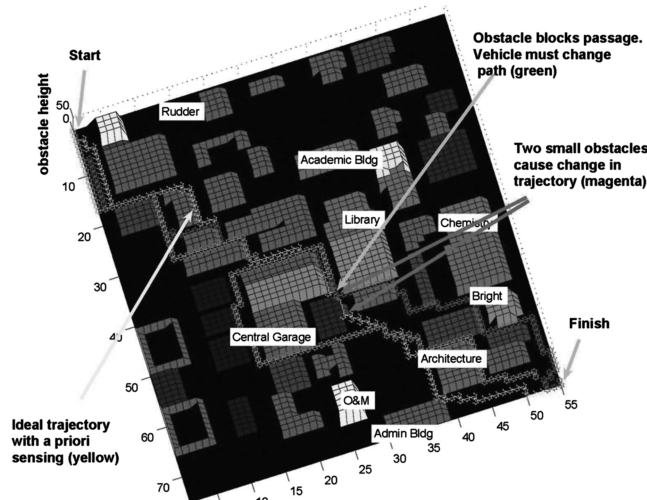 Start
Obstacle blocks passage.
Vehicle must change
path (green)
obstacle height
50
0
Rudder
Two small obstacles
cause change in
trajectory (magenta)
Academic Bldg
10
Library
Chemistry
20
30
Bright
Finish
40
Central Garage
Architecture
50
O&M
Ideal trajectory
with a priori
sensing (yellow)
Admin Bldg
60
70
10
15
20
25
30
35
40
45
50
55